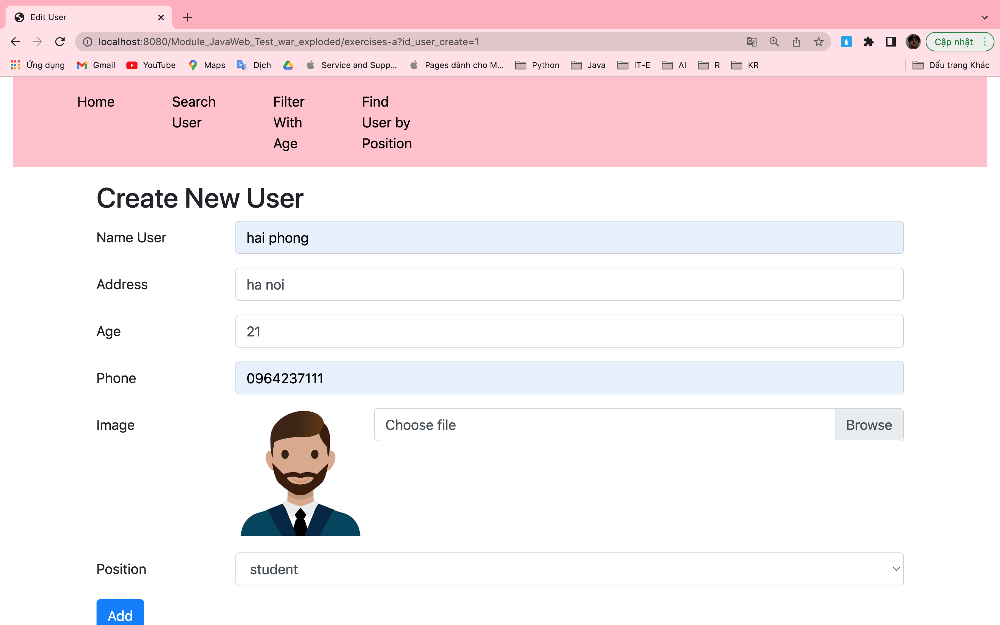 Edit User
localhost:8080/Module_JavaWeb_Test_war_exploded/exercises-a?id_user_create=1
Cập nhật
Ứng dụng Gmail YouTube Maps Dịch Service and Supp... Pages dành cho M... Python Java IT-E AI R KR Dấu trang Khác
Home Search Filter Find
User With User by
Age Position
Create New User
Name User hai phong
Address ha noi
Age 21
Phone 0964237111
Image Choose file Browse
Position student
Add